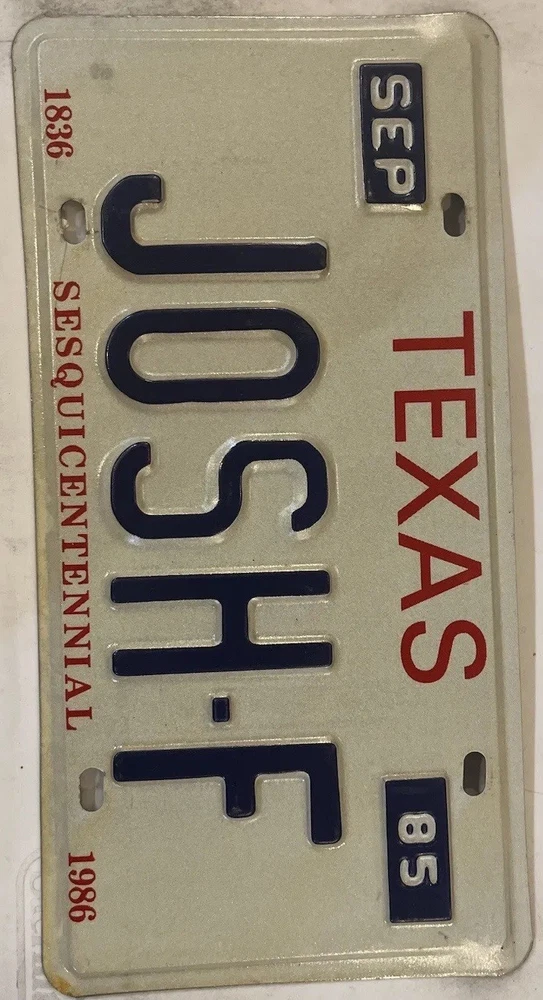 SEP TEXAS 85
JOSH-F
1836 SESQUICENTENNIAL 1986